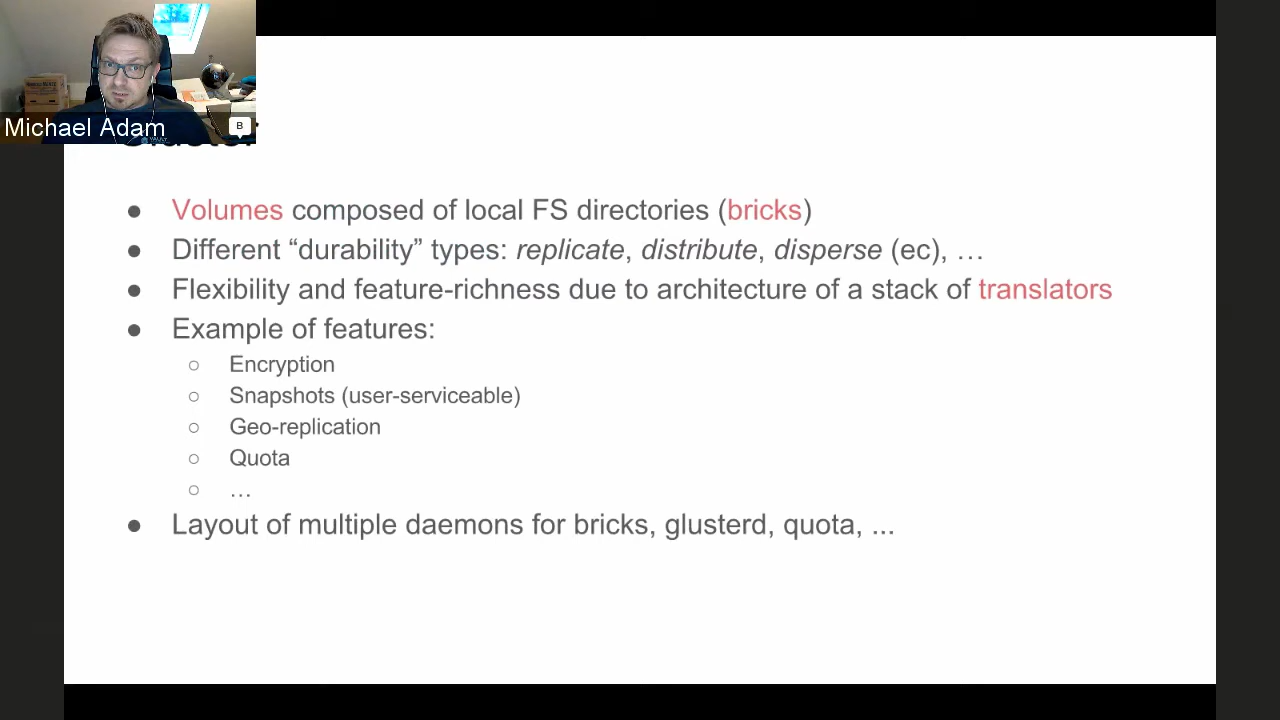 Michael Adam
B
● Volumes composed of local FS directories (bricks)
● Different “durability” types: replicate, distribute, disperse (ec), …
● Flexibility and feature-richness due to architecture of a stack of translators
● Example of features:
○ Encryption
○ Snapshots (user-serviceable)
○ Geo-replication
○ Quota
○ …
● Layout of multiple daemons for bricks, glusterd, quota, ...